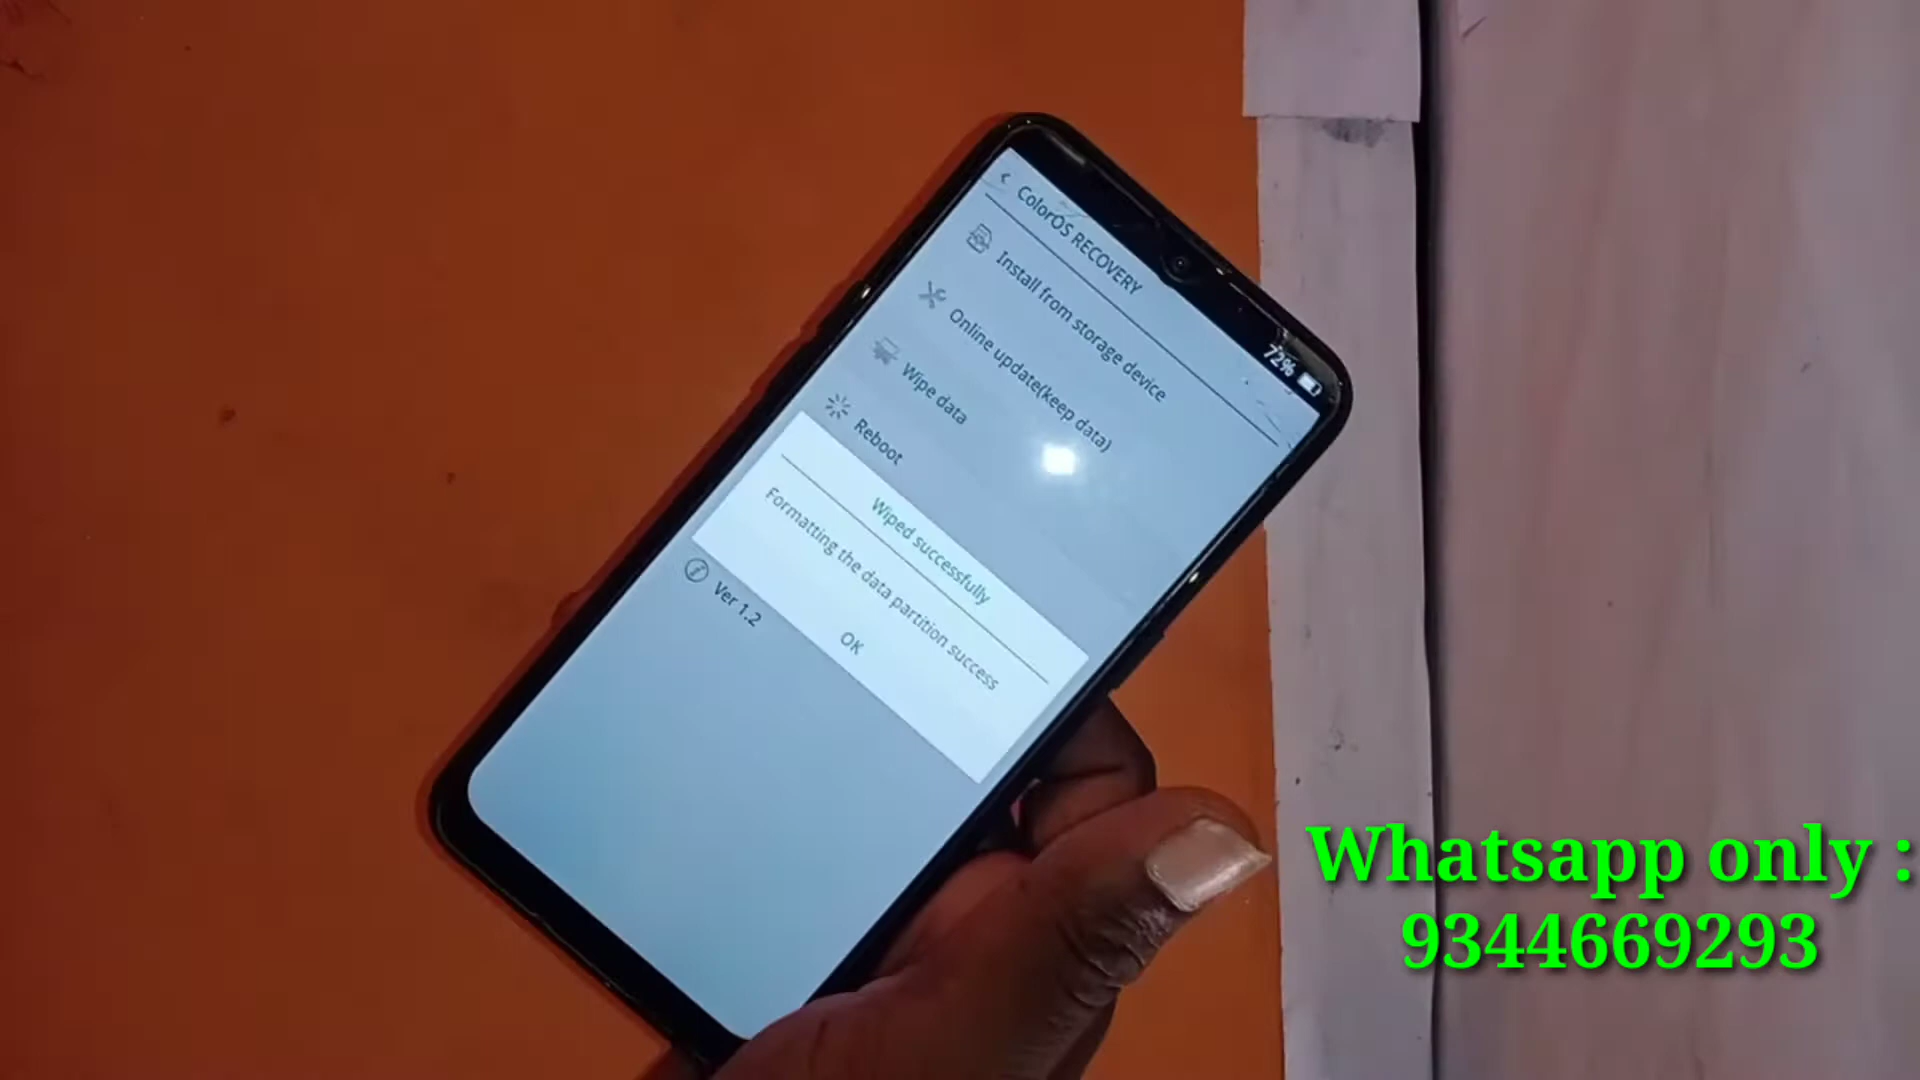 72%
ColorOS RECOVERY
Install from storage device
Online update(keep data)
Wipe data
Reboot
Wiped successfully
Formatting the data partition success
OK
Ver 1.2
Whatsapp only :
9344669293